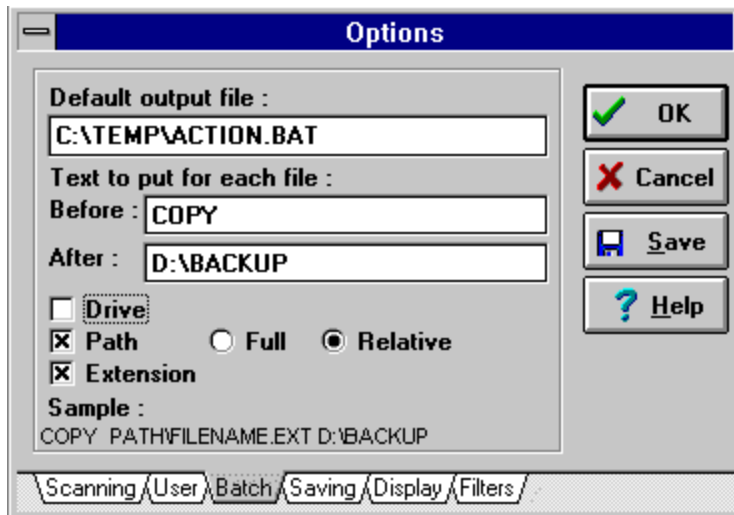 Options
Default output file :
C:\TEMP\ACTION.BAT
Text to put for each file :
Before : COPY
After : D:\BACKUP
Drive
Path Full Relative
Extension
Sample :
COPY PATH\FILENAME.EXT D:\BACKUP
OK
Cancel
Save
Help
Scanning User Batch Saving Display Filters